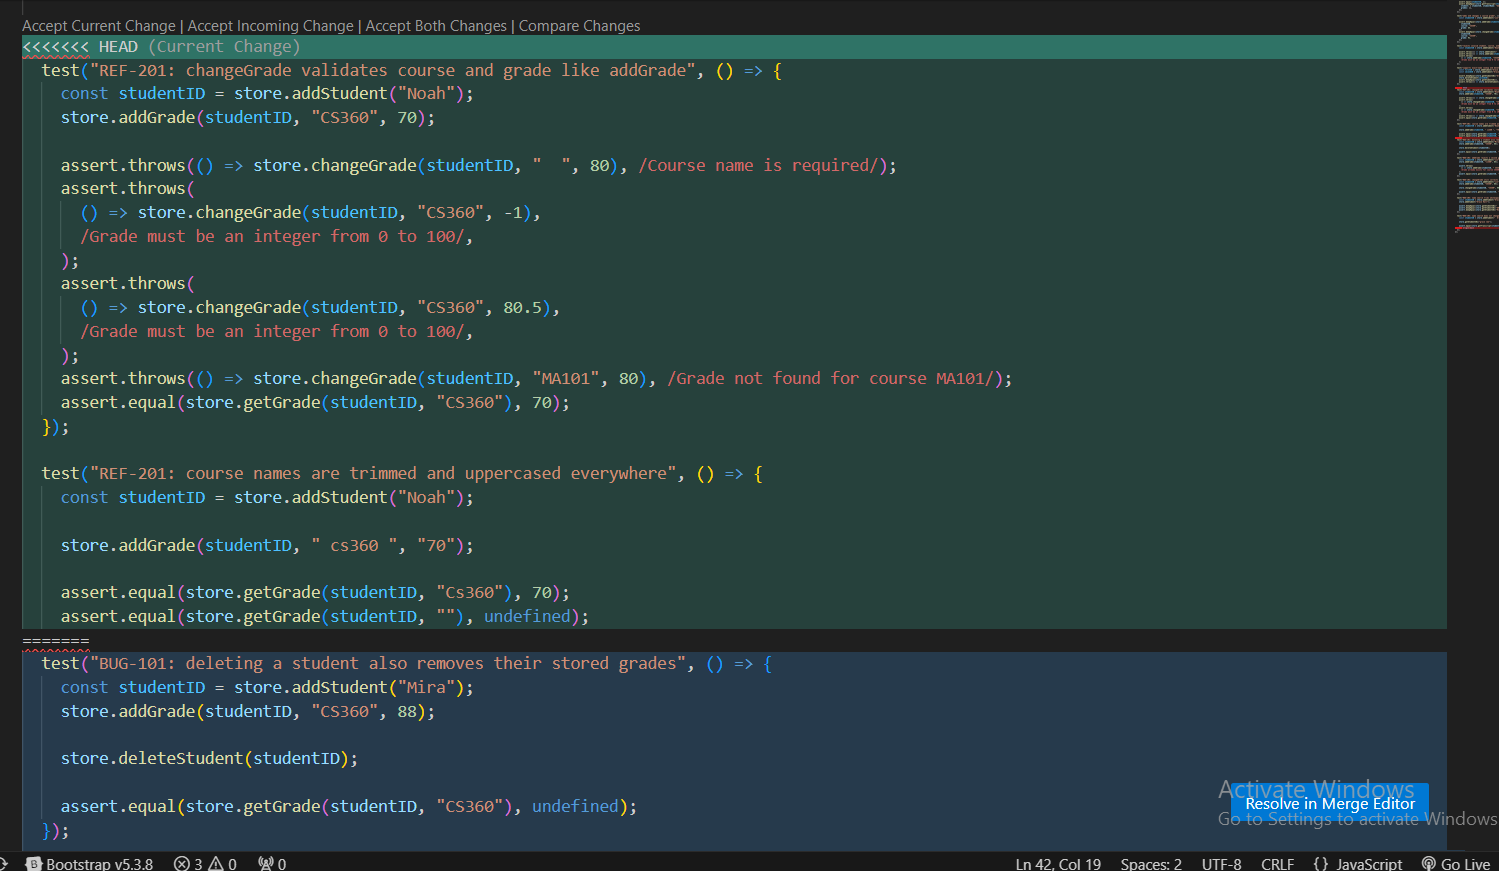 Accept Current Change | Accept Incoming Change | Accept Both Changes | Compare Changes
<<<<<<< HEAD (Current Change)
  test("REF-201: changeGrade validates course and grade like addGrade", () => {
    const studentID = store.addStudent("Noah");
    store.addGrade(studentID, "CS360", 70);

    assert.throws(() => store.changeGrade(studentID, "  ", 80), /Course name is required/);
    assert.throws(
      () => store.changeGrade(studentID, "CS360", -1),
      /Grade must be an integer from 0 to 100/,
    );
    assert.throws(
      () => store.changeGrade(studentID, "CS360", 80.5),
      /Grade must be an integer from 0 to 100/,
    );
    assert.throws(() => store.changeGrade(studentID, "MA101", 80), /Grade not found for course MA101/);
    assert.equal(store.getGrade(studentID, "CS360"), 70);
  });

  test("REF-201: course names are trimmed and uppercased everywhere", () => {
    const studentID = store.addStudent("Noah");

    store.addGrade(studentID, " cs360 ", "70");

    assert.equal(store.getGrade(studentID, "Cs360"), 70);
    assert.equal(store.getGrade(studentID, ""), undefined);
=======
  test("BUG-101: deleting a student also removes their stored grades", () => {
    const studentID = store.addStudent("Mira");
    store.addGrade(studentID, "CS360", 88);

    store.deleteStudent(studentID);

    assert.equal(store.getGrade(studentID, "CS360"), undefined);
  });
Activate Windows
Resolve in Merge Editor
Go to Settings to activate Windows
Bootstrap v5.3.8 3 0 0 Ln 42, Col 19 Spaces: 2 UTF-8 CRLF {} JavaScript Go Live